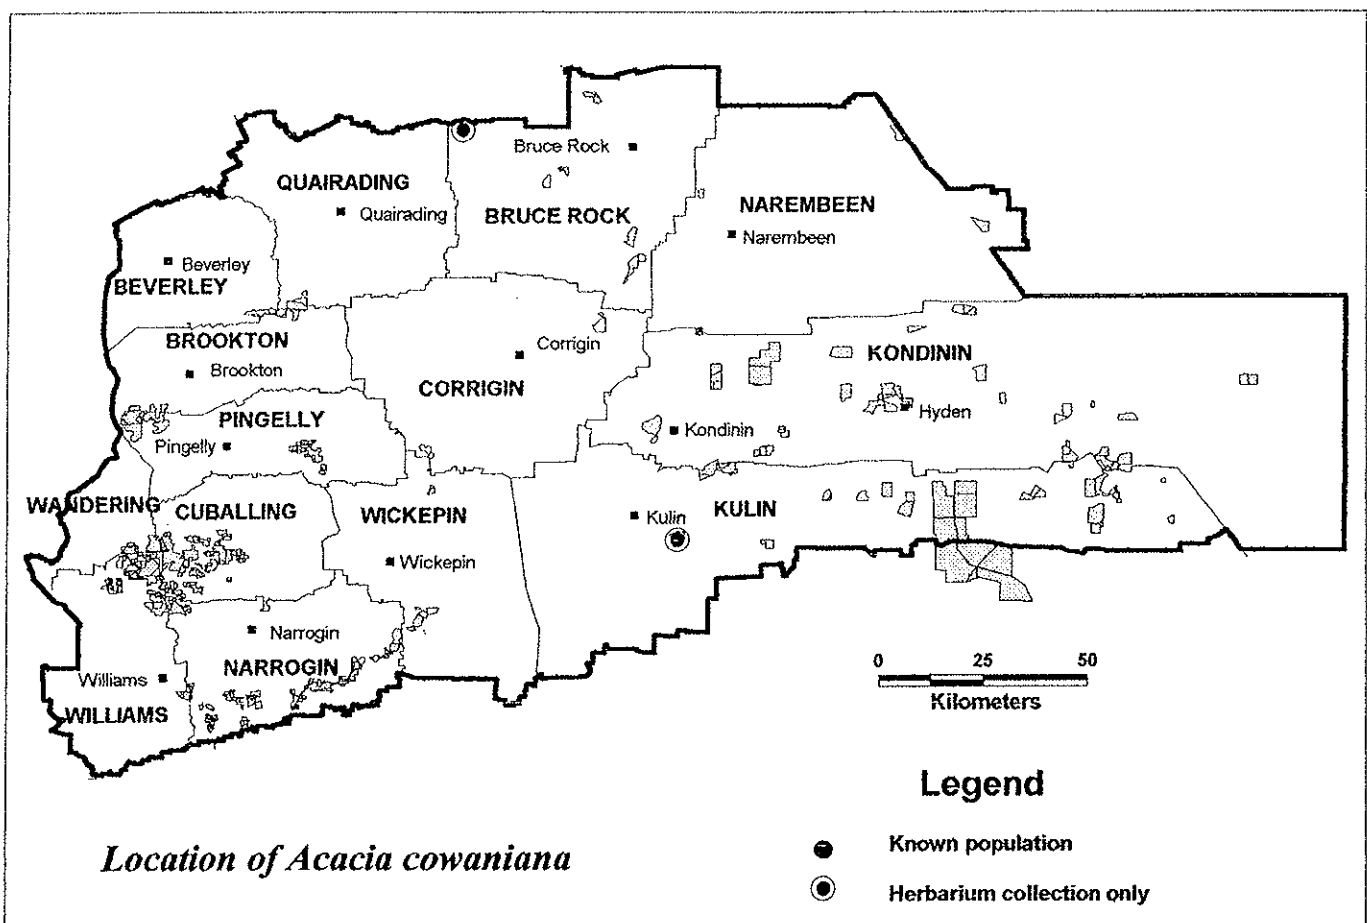 Bruce Rock
QUAIRADING
Quairading
BRUCE ROCK
NAREMBEEN
Narembeen
Beverley
BEVERLEY
BROOKTON
Brookton
Corrigin
CORRIGIN
KONDININ
Hyden
PINGELLY
Pingelly
Kondinin
WANDERING
CUBALLING
WICKEPIN
Wickepin
Kulin
KULIN
Narrogin
NARROGIN
Williams
WILLIAMS
0 25 50
Kilometers
Legend
Known population
Herbarium collection only
Location of Acacia cowaniana